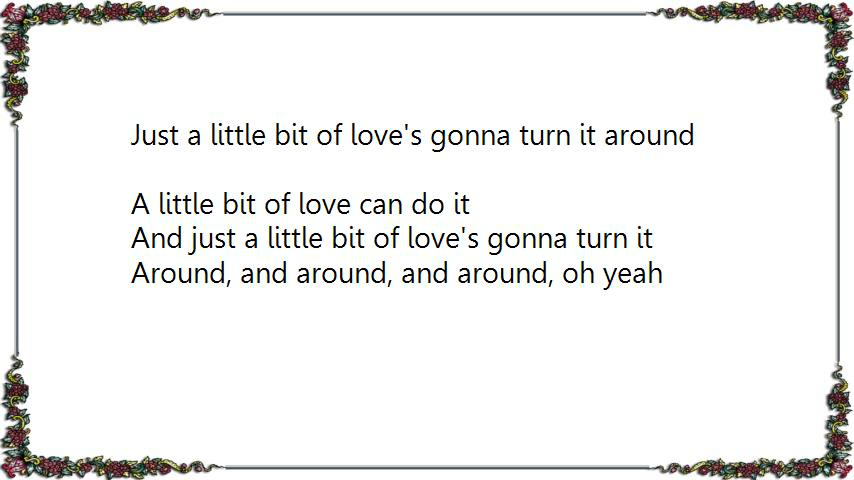 Just a little bit of love's gonna turn it around
A little bit of love can do it
And just a little bit of love's gonna turn it
Around, and around, and around, oh yeah